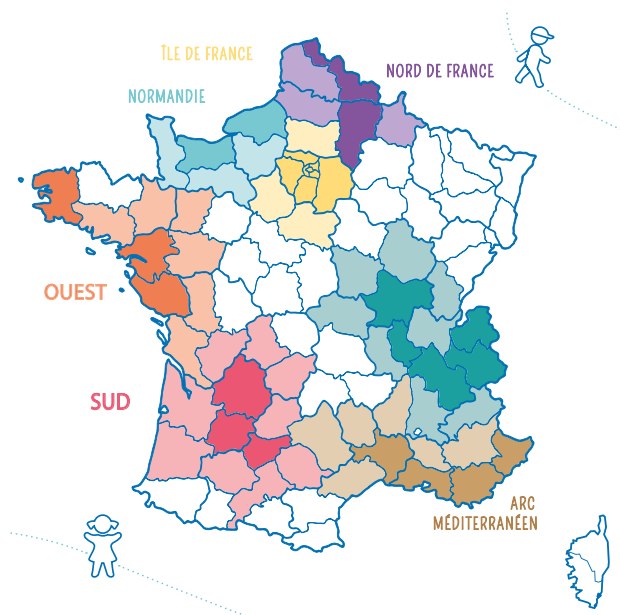 ÎLE DE FRANCE
NORD DE FRANCE
NORMANDIE
OUEST
SUD
ARC
MÉDITERRANÉEN